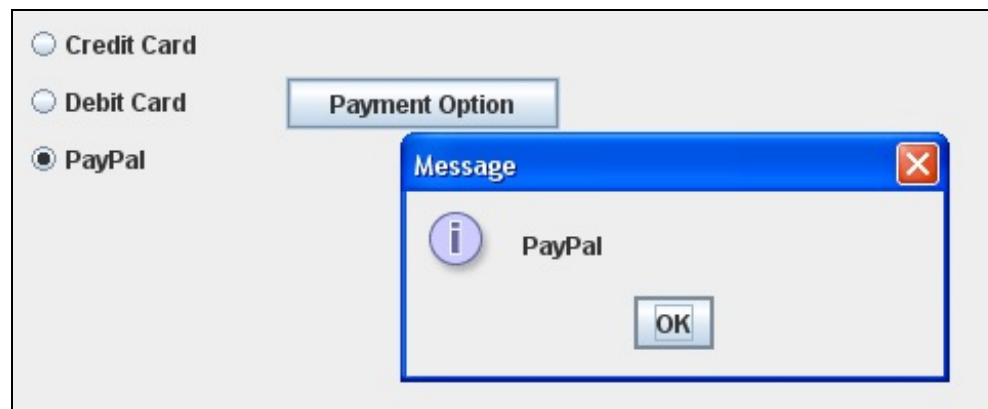 Credit Card
Debit Card
Payment Option
PayPal
Message
i
PayPal
OK